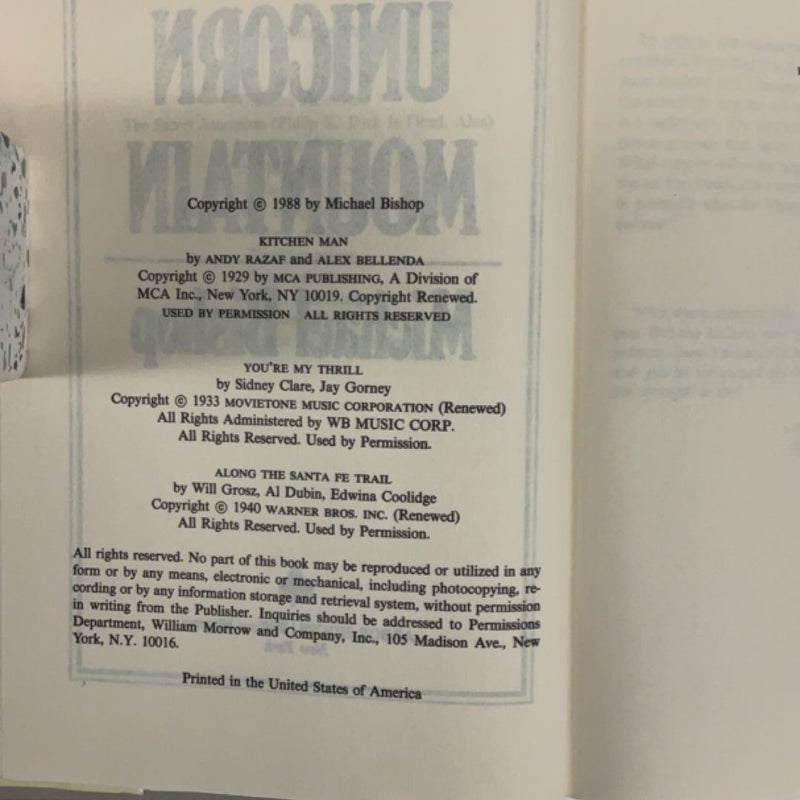 UNICORN
MOUNTAIN
Michael Bishop
Copyright © 1988 by Michael Bishop
KITCHEN MAN
by ANDY RAZAF and ALEX BELLENDA
Copyright © 1929 by MCA PUBLISHING, A Division of
MCA Inc., New York, NY 10019. Copyright Renewed.
USED BY PERMISSION ALL RIGHTS RESERVED
YOU'RE MY THRILL
by Sidney Clare, Jay Gorney
Copyright © 1933 MOVIETONE MUSIC CORPORATION (Renewed)
All Rights Administered by WB MUSIC CORP.
All Rights Reserved. Used by Permission.
ALONG THE SANTA FE TRAIL
by Will Grosz, Al Dubin, Edwina Coolidge
Copyright © 1940 WARNER BROS. INC. (Renewed)
All Rights Reserved. Used by Permission.
All rights reserved. No part of this book may be reproduced or utilized in any
form or by any means, electronic or mechanical, including photocopying, re-
cording or by any information storage and retrieval system, without permission
in writing from the Publisher. Inquiries should be addressed to Permissions
Department, William Morrow and Company, Inc., 105 Madison Ave., New
York, N.Y. 10016.
Printed in the United States of America